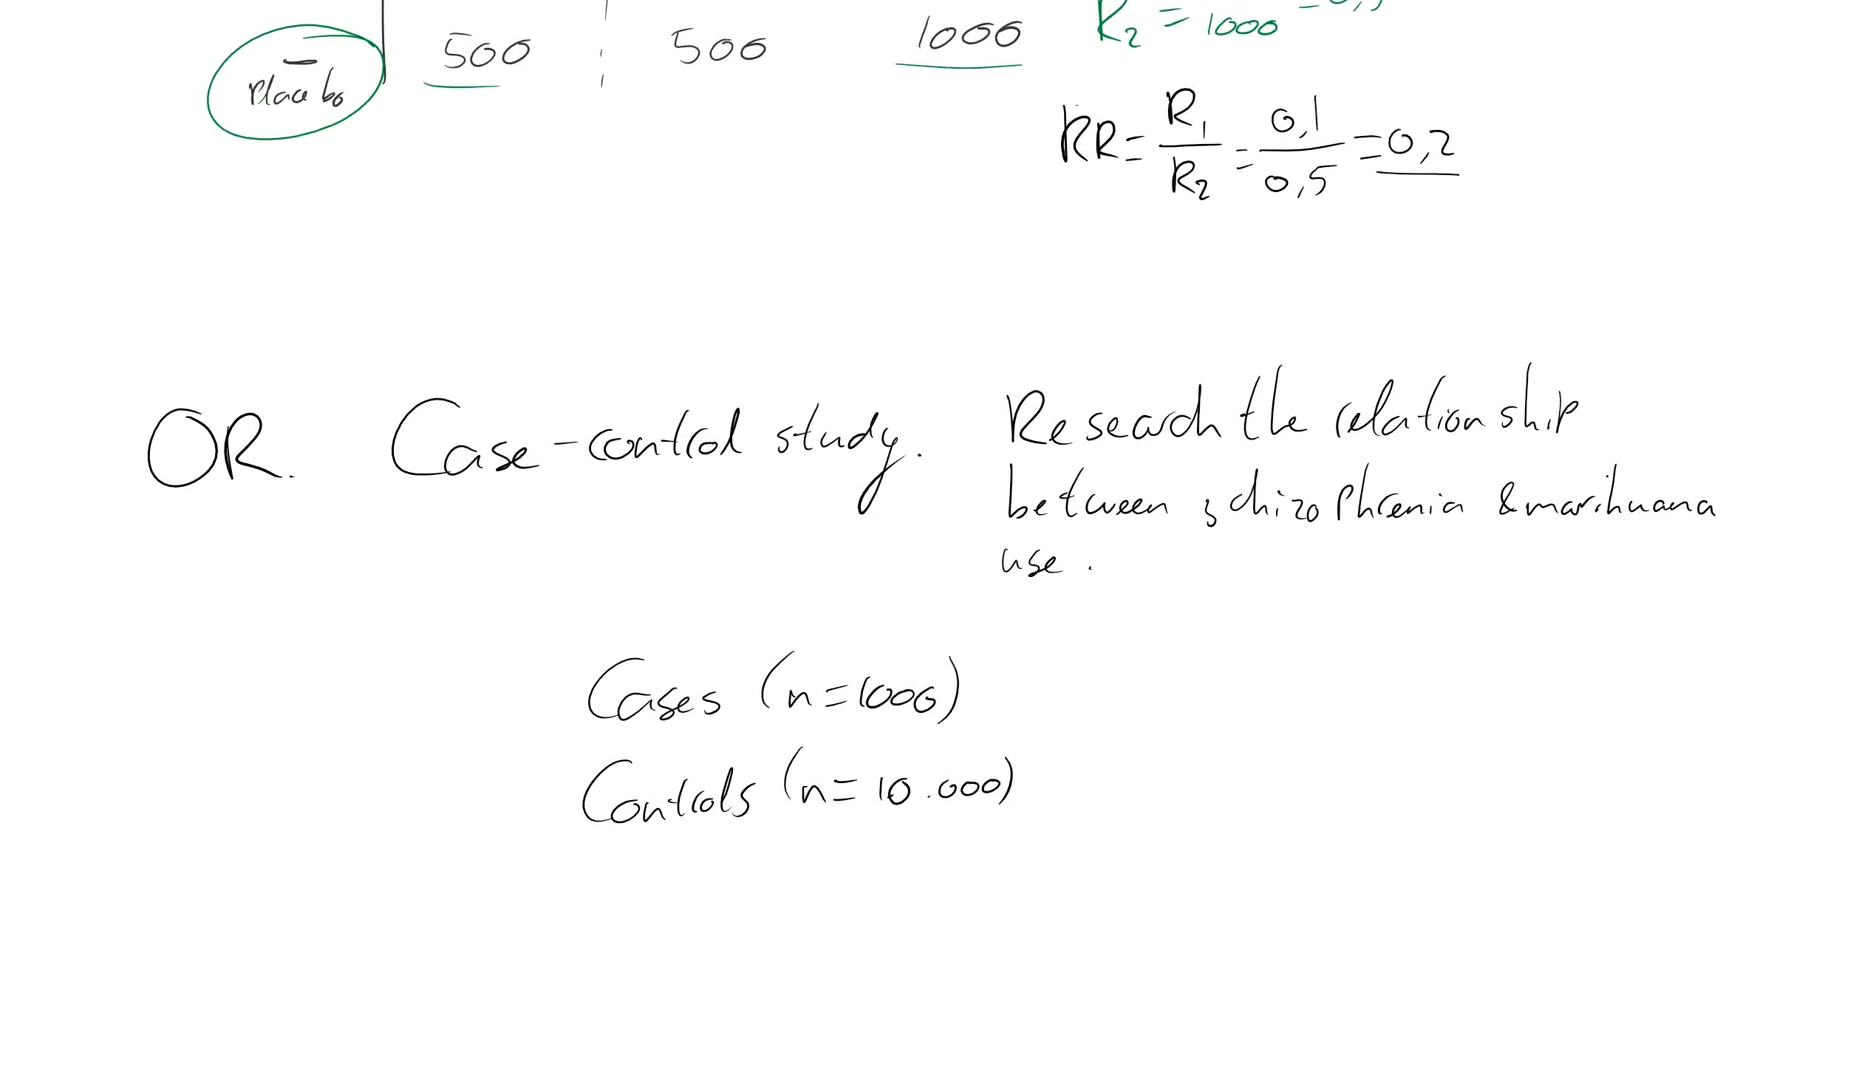 500 500 1000 R2 = 1000
Placebo
RR = R1 / R2 = 0,1 / 0,5 = 0,2
OR. Case-control study. Research the relationship
between schizophrenia & marihuana
use.
Cases (n=1000)
Controls (n=10.000)